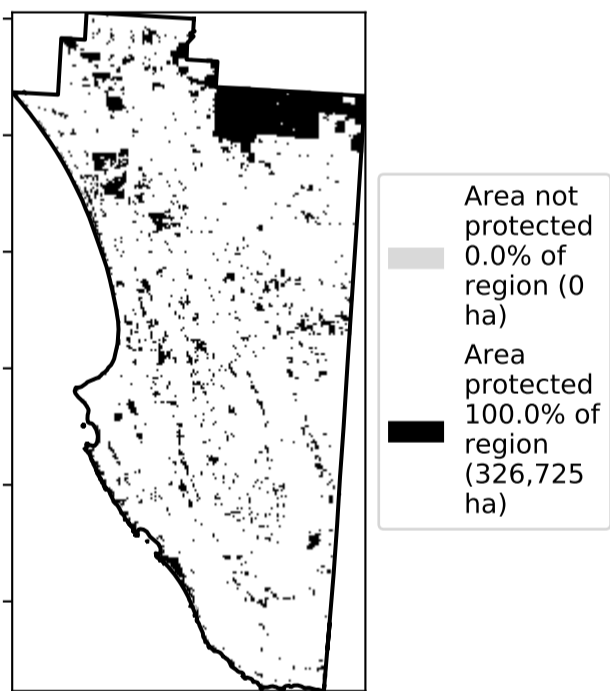 Area not
protected
0.0% of
region (0
ha)
Area
protected
100.0% of
region
(326,725
ha)